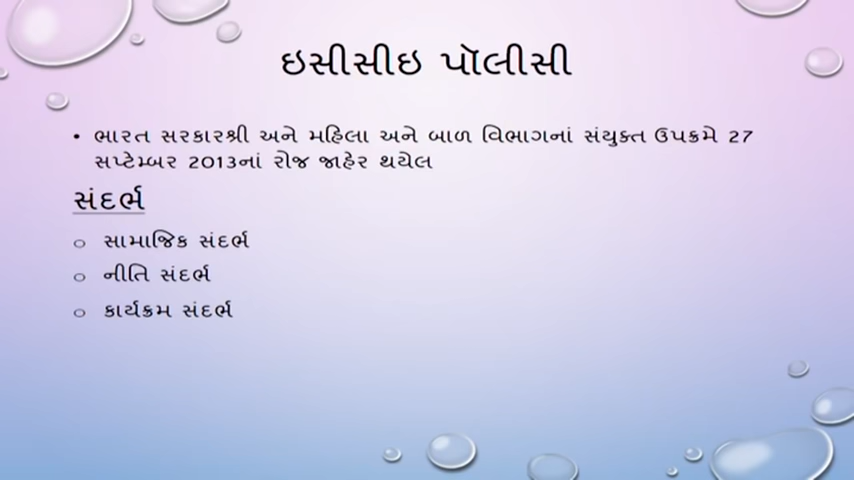 ઇસીસીઇ પૉલીસી
• ભારત સરકારશ્રી અને મહિલા અને બાળ વિભાગનાં સંયુક્ત ઉપક્રમે 27
સપ્ટેમ્બર 2013નાં રોજ જાહેર થયેલ
સંદર્ભ
o સામાજિક સંદર્ભ
o નીતિ સંદર્ભ
o કાર્યક્રમ સંદર્ભ